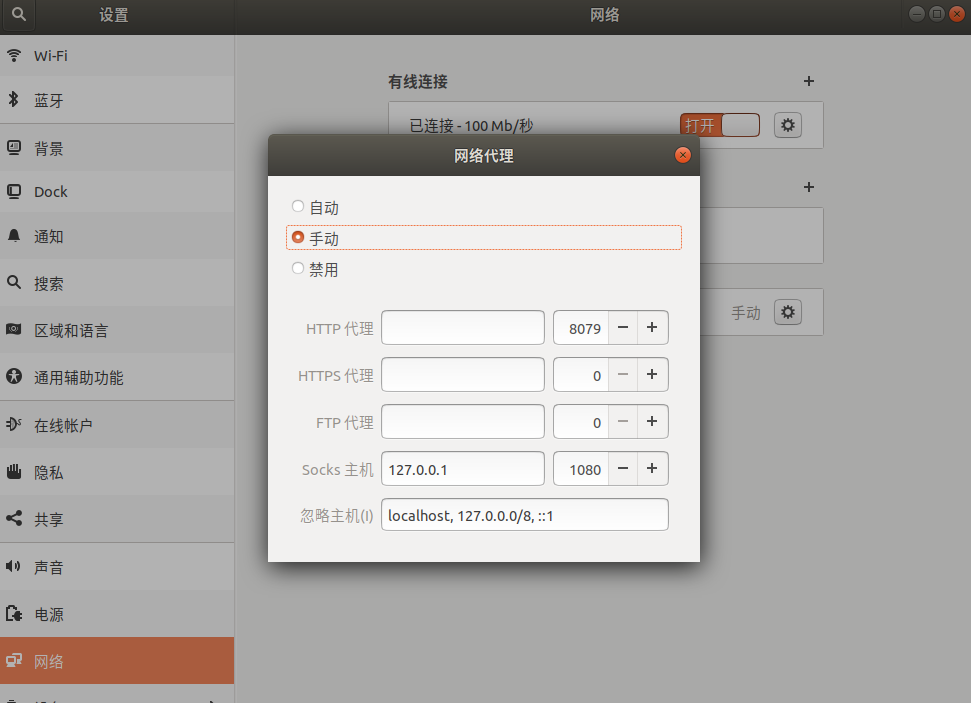 设置
网络
Wi-Fi
蓝牙
背景
Dock
通知
搜索
区域和语言
通用辅助功能
在线帐户
隐私
共享
声音
电源
网络
有线连接
已连接 - 100 Mb/秒
打开
手动
网络代理
自动
手动
禁用
HTTP 代理 8079
HTTPS 代理 0
FTP 代理 0
Socks 主机 127.0.0.1 1080
忽略主机(I) localhost, 127.0.0.0/8, ::1